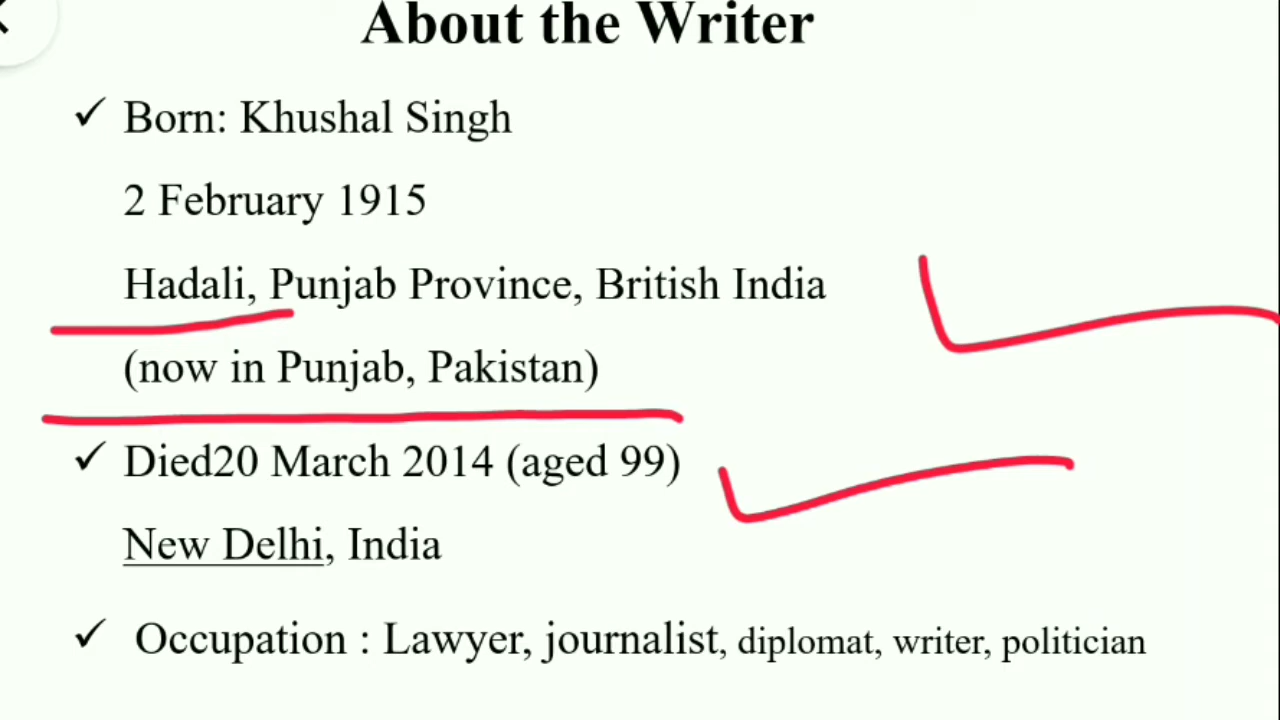 About the Writer
✓ Born: Khushal Singh
2 February 1915
Hadali, Punjab Province, British India
(now in Punjab, Pakistan)
✓ Died20 March 2014 (aged 99)
New Delhi, India
✓ Occupation : Lawyer, journalist, diplomat, writer, politician